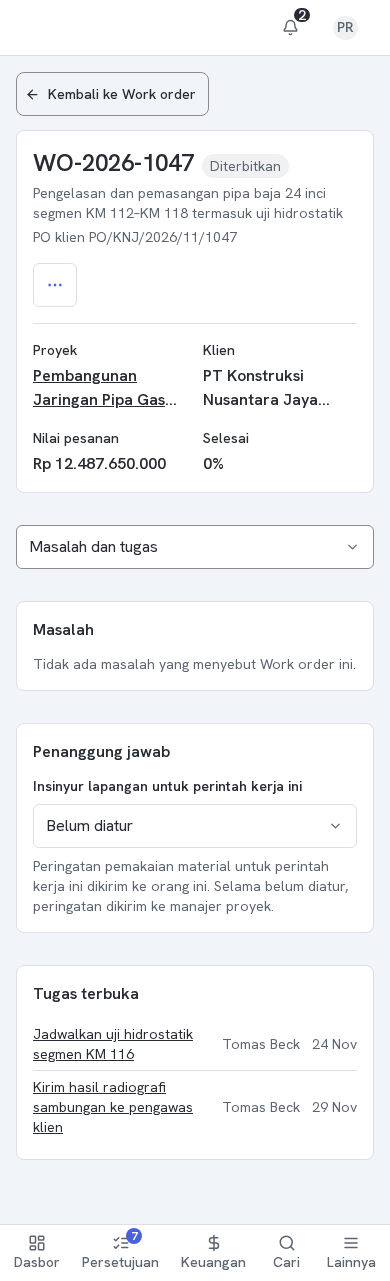 2
PR
Kembali ke Work order
WO-2026-1047 Diterbitkan
Pengelasan dan pemasangan pipa baja 24 inci
segmen KM 112–KM 118 termasuk uji hidrostatik
PO klien PO/KNJ/2026/11/1047
Proyek
Pembangunan
Jaringan Pipa Gas...
Klien
PT Konstruksi
Nusantara Jaya...
Nilai pesanan
Rp 12.487.650.000
Selesai
0%
Masalah dan tugas
Masalah
Tidak ada masalah yang menyebut Work order ini.
Penanggung jawab
Insinyur lapangan untuk perintah kerja ini
Belum diatur
Peringatan pemakaian material untuk perintah
kerja ini dikirim ke orang ini. Selama belum diatur,
peringatan dikirim ke manajer proyek.
Tugas terbuka
Jadwalkan uji hidrostatik
segmen KM 116
Tomas Beck 24 Nov
Kirim hasil radiografi
sambungan ke pengawas
klien
Tomas Beck 29 Nov
7
Dasbor Persetujuan Keuangan Cari Lainnya